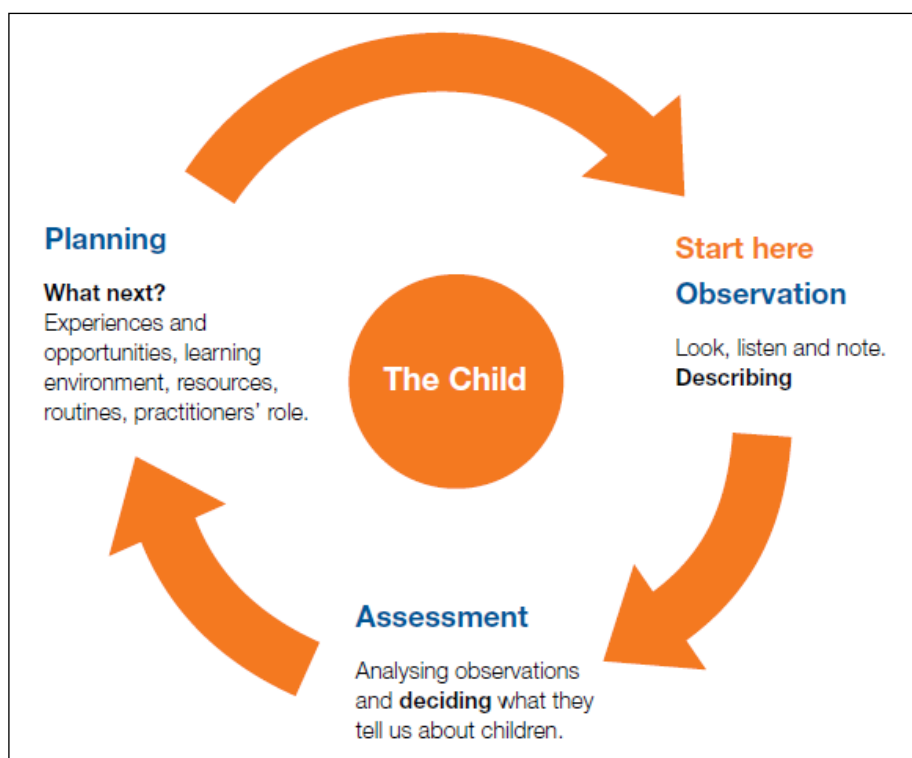 Planning
What next?
Experiences and
opportunities, learning
environment, resources,
routines, practitioners’ role.
The Child
Start here
Observation
Look, listen and note.
Describing
Assessment
Analysing observations
and deciding what they
tell us about children.